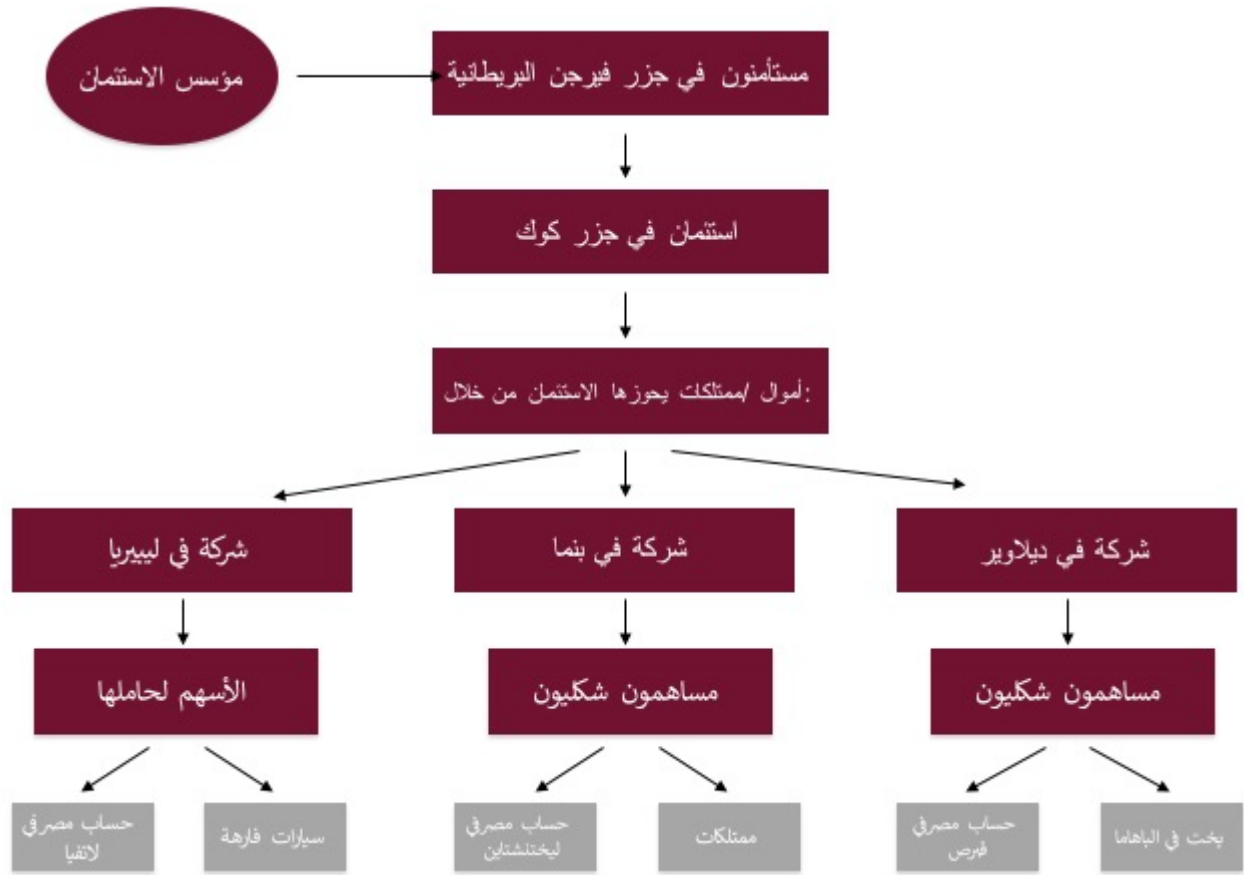 مؤسس الاستئمان
مستأمنون في جزر فيرجن البريطانية
استئمان في جزر كوك
أموال /ممتلكات يحوزها الاستئمان من خلال:
شركة في ديلاوير
شركة في بنما
شركة في ليبيريا
مساهمون شكليون
مساهمون شكليون
الأسهم لحاملها
يخت في الباهاما
حساب مصرفي
قبرص
ممتلكات
حساب مصرفي
ليختنشتاين
سيارات فارهة
حساب مصرفي في
لاتفيا